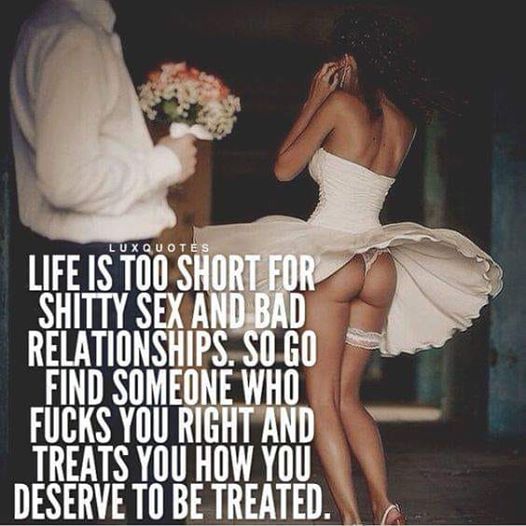 LUXQUOTES
LIFE IS TOO SHORT FOR
SHITTY SEX AND BAD
RELATIONSHIPS. SO GO
FIND SOMEONE WHO
FUCKS YOU RIGHT AND
TREATS YOU HOW YOU
DESERVE TO BE TREATED.